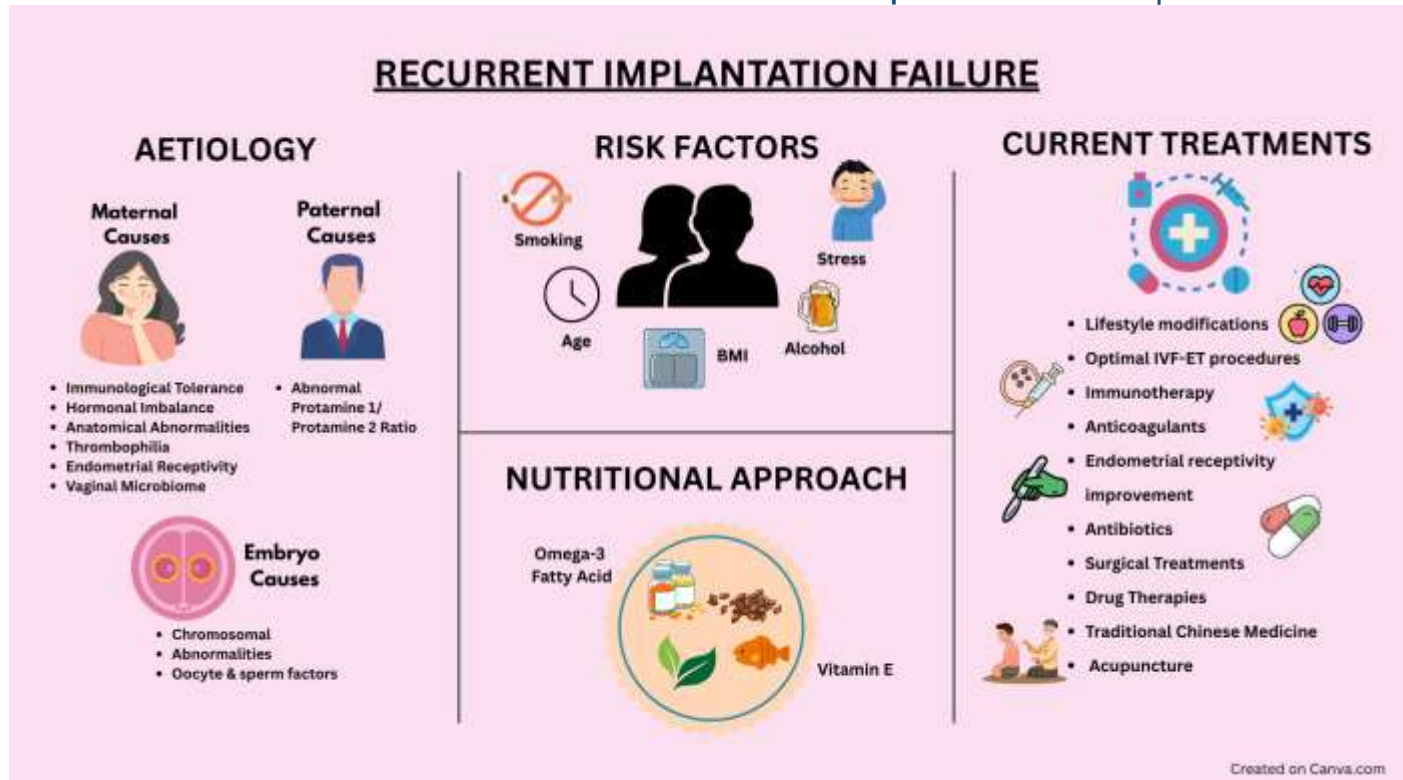 RECURRENT IMPLANTATION FAILURE
AETIOLOGY
Maternal
Causes
• Immunological Tolerance
• Hormonal Imbalance
• Anatomical Abnormalities
• Thrombophilia
• Endometrial Receptivity
• Vaginal Microbiome
Paternal
Causes
• Abnormal
Protamine 1/
Protamine 2 Ratio
Embryo
Causes
• Chromosomal
• Abnormalities
• Oocyte & sperm factors
RISK FACTORS
Smoking
Stress
Age
BMI
Alcohol
NUTRITIONAL APPROACH
Omega-3
Fatty Acid
Vitamin E
CURRENT TREATMENTS
• Lifestyle modifications
• Optimal IVF-ET procedures
• Immunotherapy
• Anticoagulants
• Endometrial receptivity
improvement
• Antibiotics
• Surgical Treatments
• Drug Therapies
• Traditional Chinese Medicine
• Acupuncture
Created on Canva.com